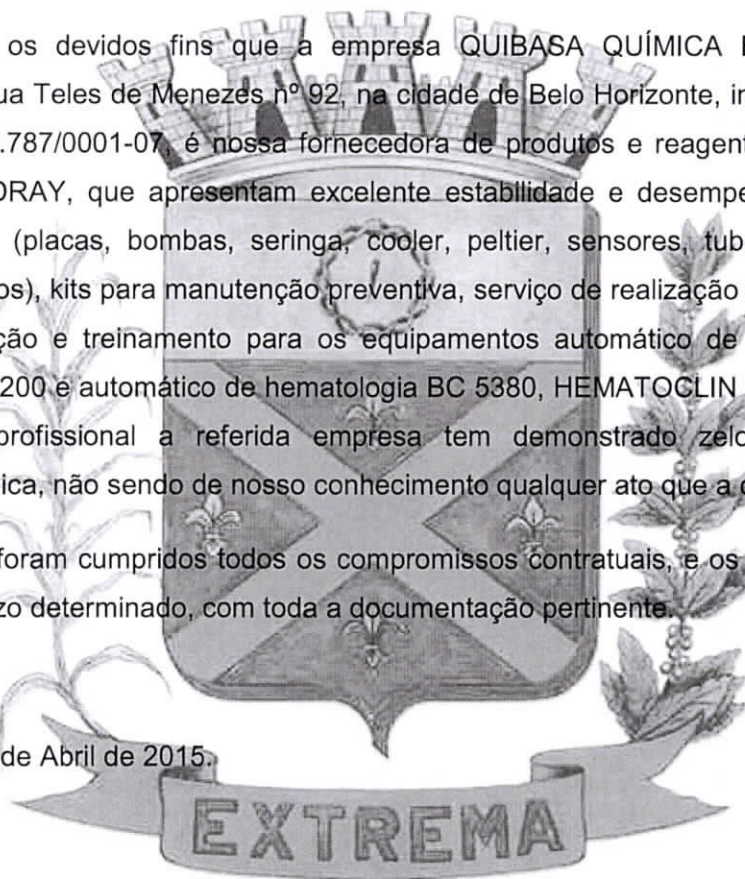 os devidos fins que a empresa QUIBASA QUÍMICA
ua Teles de Menezes nº 92, na cidade de Belo Horizonte,
.787/0001-07, é nossa fornecedora de produtos e reagent
DRAY, que apresentam excelente estabilidade e desempe
(placas, bombas, seringa, cooler, peltier, sensores, tub
os), kits para manutenção preventiva, serviço de realização
ção e treinamento para os equipamentos automático de
200 e automático de hematologia BC 5380, HEMATOCLIN
profissional a referida empresa tem demonstrado zelo
ica, não sendo de nosso conhecimento qualquer ato que a
foram cumpridos todos os compromissos contratuais, e os
zo determinado, com toda a documentação pertinente.
de Abril de 2015.
EXTREMA